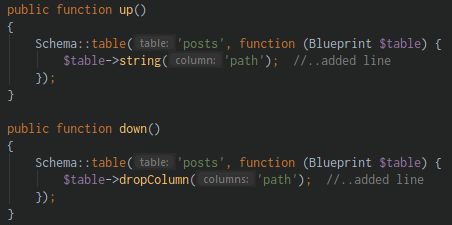 public function up()
{
    Schema::table( table: 'posts', function (Blueprint $table) {
        $table->string( column: 'path');  //..added line
    });
}

public function down()
{
    Schema::table( table: 'posts', function (Blueprint $table) {
        $table->dropColumn( columns: 'path');  //..added line
    });
}